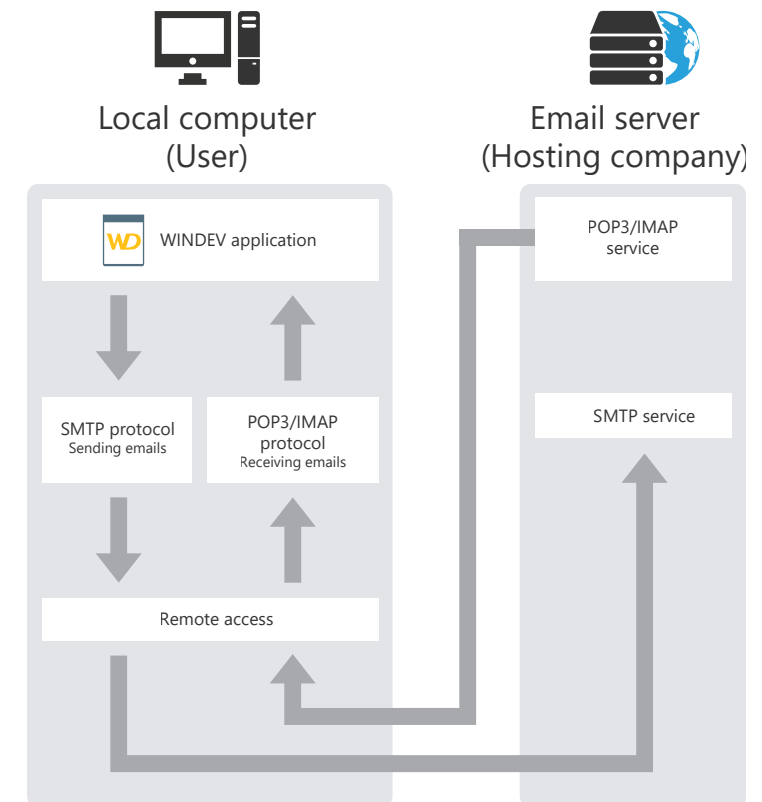 Local computer
(User)
Email server
(Hosting company)
WD
WINDEV application
POP3/IMAP
service
SMTP protocol
Sending emails
POP3/IMAP
protocol
Receiving emails
SMTP service
Remote access